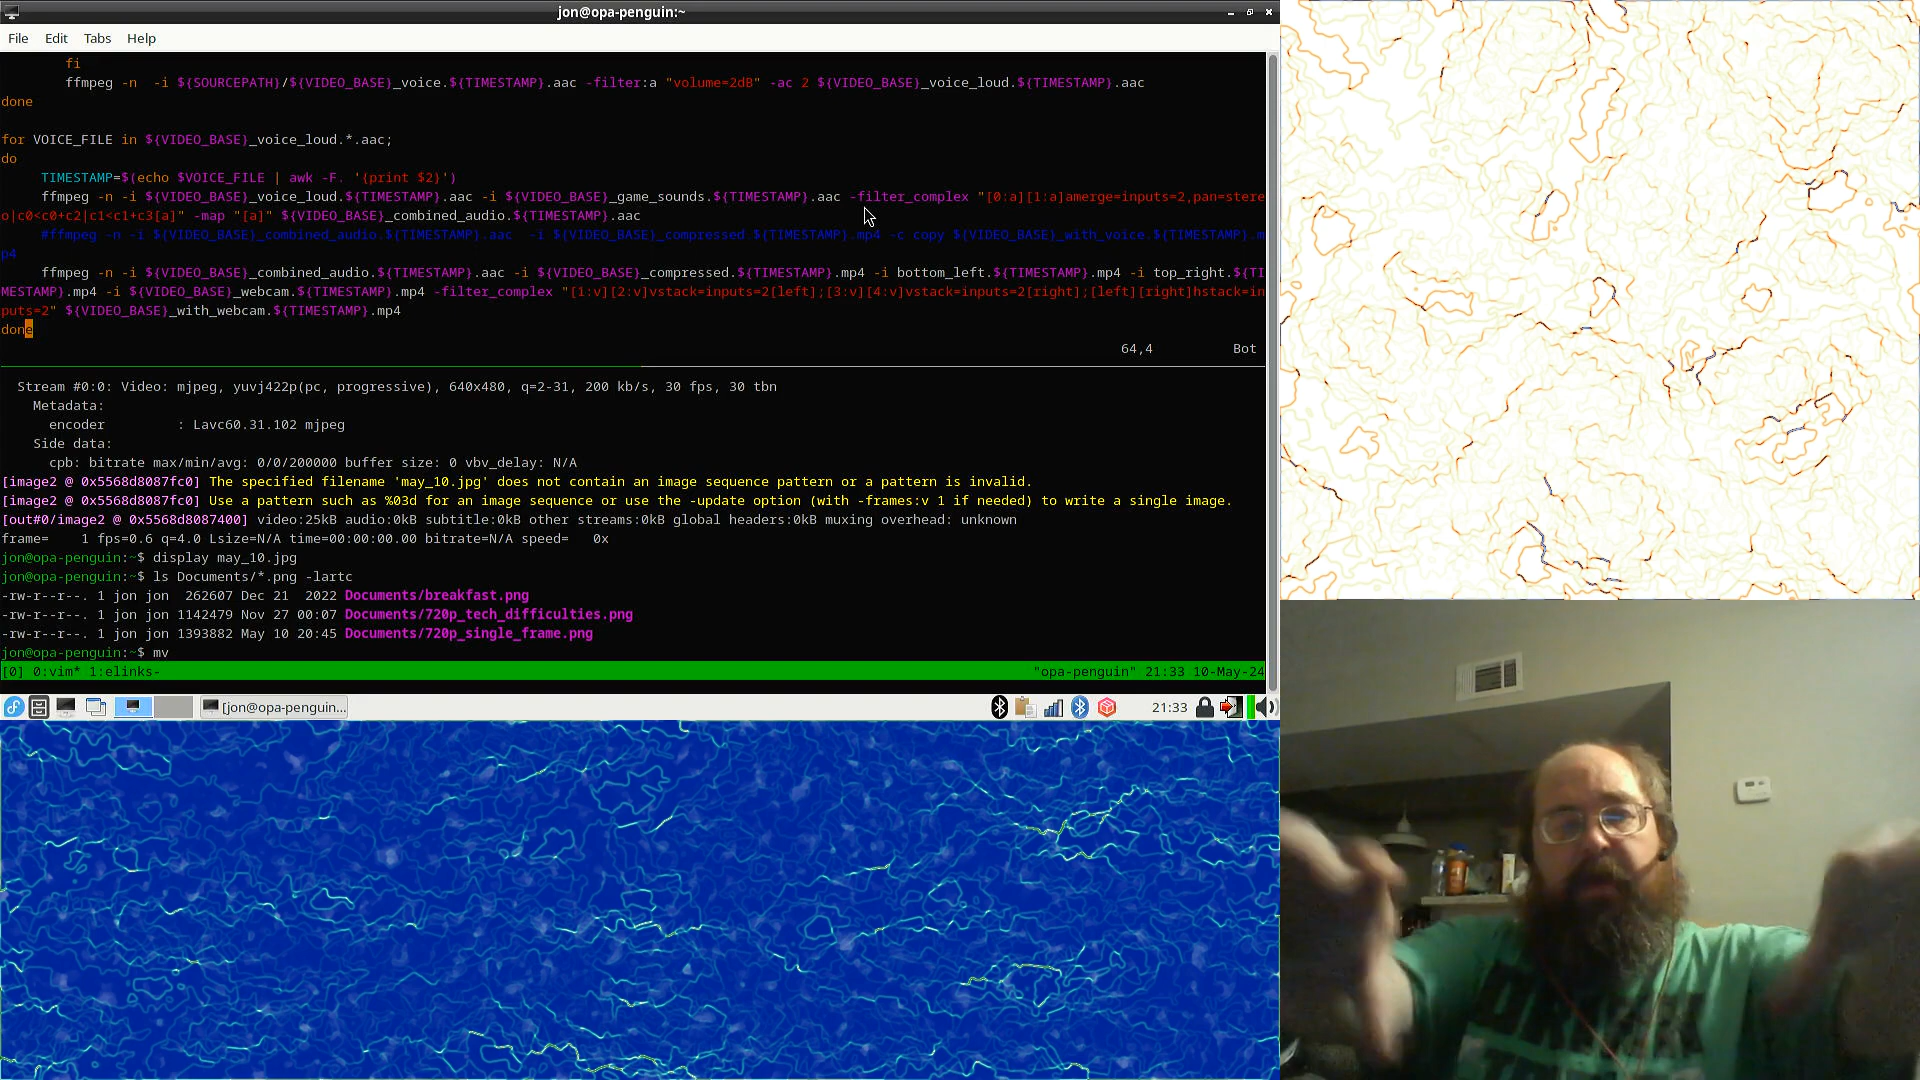 jon@opa-penguin:~
File Edit Tabs Help
fi
ffmpeg -n  -i ${SOURCEPATH}/${VIDEO_BASE}_voice.${TIMESTAMP}.aac -filter:a "volume=2dB" -ac 2 ${VIDEO_BASE}_voice_loud.${TIMESTAMP}.aac
done
for VOICE_FILE in ${VIDEO_BASE}_voice_loud.*.aac;
do
TIMESTAMP=$(echo $VOICE_FILE | awk -F. '{print $2}')
ffmpeg -n -i ${VIDEO_BASE}_voice_loud.${TIMESTAMP}.aac -i ${VIDEO_BASE}_game_sounds.${TIMESTAMP}.aac -filter_complex "[0:a][1:a]amerge=inputs=2,pan=stere
o|c0<c0+c2|c1<c1+c3[a]" -map "[a]" ${VIDEO_BASE}_combined_audio.${TIMESTAMP}.aac
#ffmpeg -n -i ${VIDEO_BASE}_combined_audio.${TIMESTAMP}.aac  -i ${VIDEO_BASE}_compressed.${TIMESTAMP}.mp4 -c copy ${VIDEO_BASE}_with_voice.${TIMESTAMP}.m
p4
ffmpeg -n -i ${VIDEO_BASE}_combined_audio.${TIMESTAMP}.aac -i ${VIDEO_BASE}_compressed.${TIMESTAMP}.mp4 -i bottom_left.${TIMESTAMP}.mp4 -i top_right.${TI
MESTAMP}.mp4 -i ${VIDEO_BASE}_webcam.${TIMESTAMP}.mp4 -filter_complex "[1:v][2:v]vstack=inputs=2[left];[3:v][4:v]vstack=inputs=2[right];[left][right]hstack=in
puts=2" ${VIDEO_BASE}_with_webcam.${TIMESTAMP}.mp4
done
64,4 Bot
Stream #0:0: Video: mjpeg, yuvj422p(pc, progressive), 640x480, q=2-31, 200 kb/s, 30 fps, 30 tbn
Metadata:
encoder         : Lavc60.31.102 mjpeg
Side data:
cpb: bitrate max/min/avg: 0/0/200000 buffer size: 0 vbv_delay: N/A
[image2 @ 0x5568d8087fc0] The specified filename 'may_10.jpg' does not contain an image sequence pattern or a pattern is invalid.
[image2 @ 0x5568d8087fc0] Use a pattern such as %03d for an image sequence or use the -update option (with -frames:v 1 if needed) to write a single image.
[out#0/image2 @ 0x5568d8087400] video:25kB audio:0kB subtitle:0kB other streams:0kB global headers:0kB muxing overhead: unknown
frame=    1 fps=0.6 q=4.0 Lsize=N/A time=00:00:00.00 bitrate=N/A speed=   0x
jon@opa-penguin:~$ display may_10.jpg
jon@opa-penguin:~$ ls Documents/*.png -lartc
-rw-r--r--. 1 jon jon  262607 Dec 21  2022 Documents/breakfast.png
-rw-r--r--. 1 jon jon 1142479 Nov 27 00:07 Documents/720p_tech_difficulties.png
-rw-r--r--. 1 jon jon 1393882 May 10 20:45 Documents/720p_single_frame.png
jon@opa-penguin:~$ mv
[0] 0:vim* 1:elinks- "opa-penguin" 21:33 10-May-24
[jon@opa-penguin... 21:33